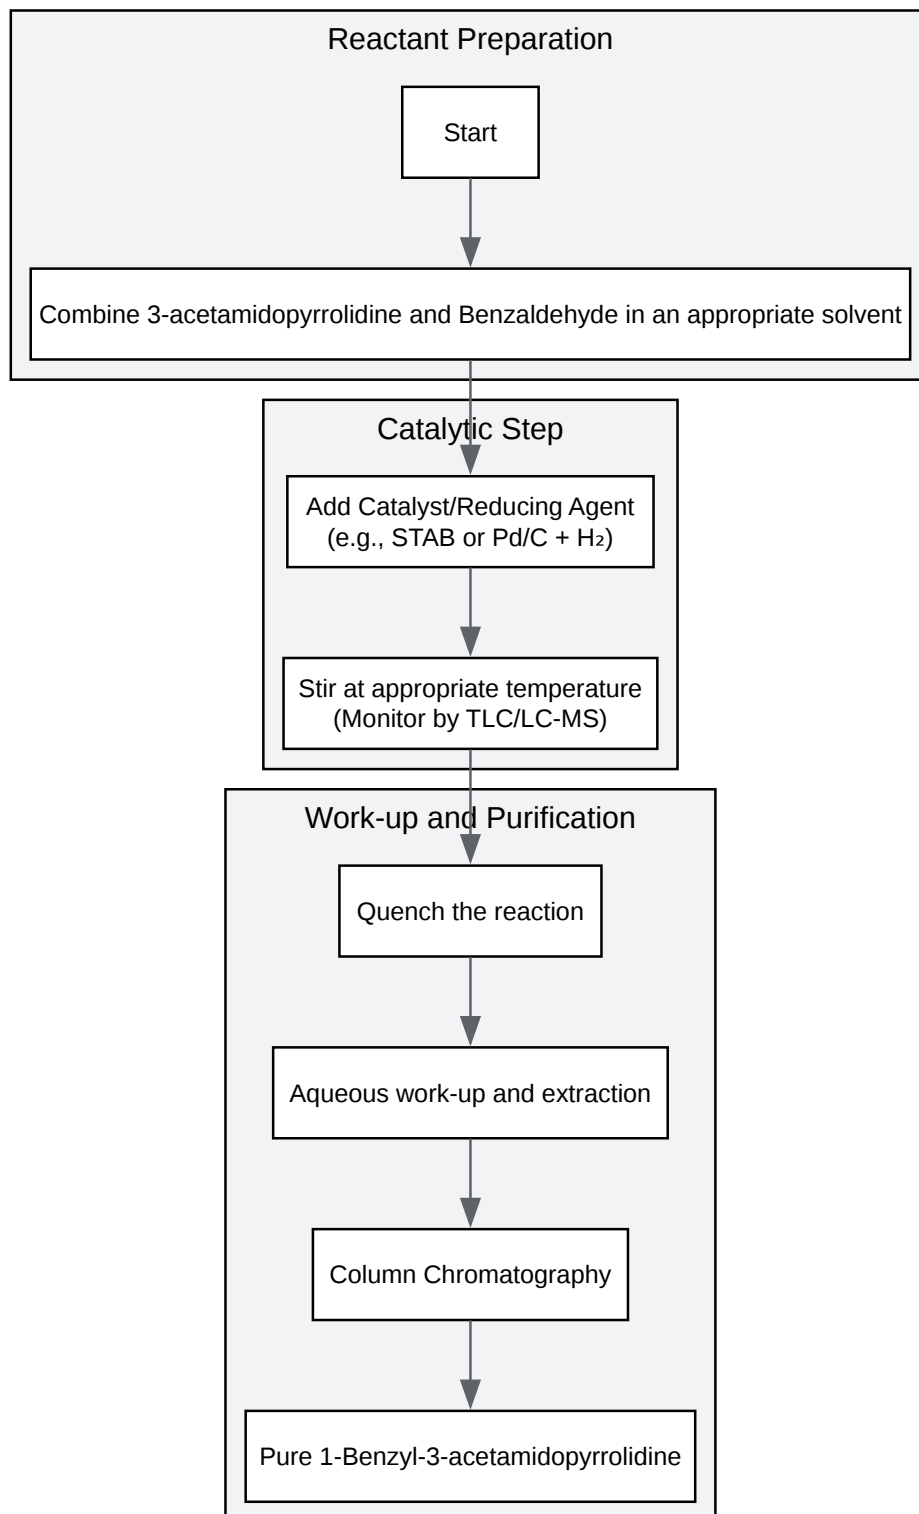 Reactant Preparation
Start
Combine 3-acetamidopyrrolidine and Benzaldehyde in an appropriate solvent
Catalytic Step
Add Catalyst/Reducing Agent
(e.g., STAB or Pd/C + H₂)
Stir at appropriate temperature
(Monitor by TLC/LC-MS)
Work-up and Purification
Quench the reaction
Aqueous work-up and extraction
Column Chromatography
Pure 1-Benzyl-3-acetamidopyrrolidine